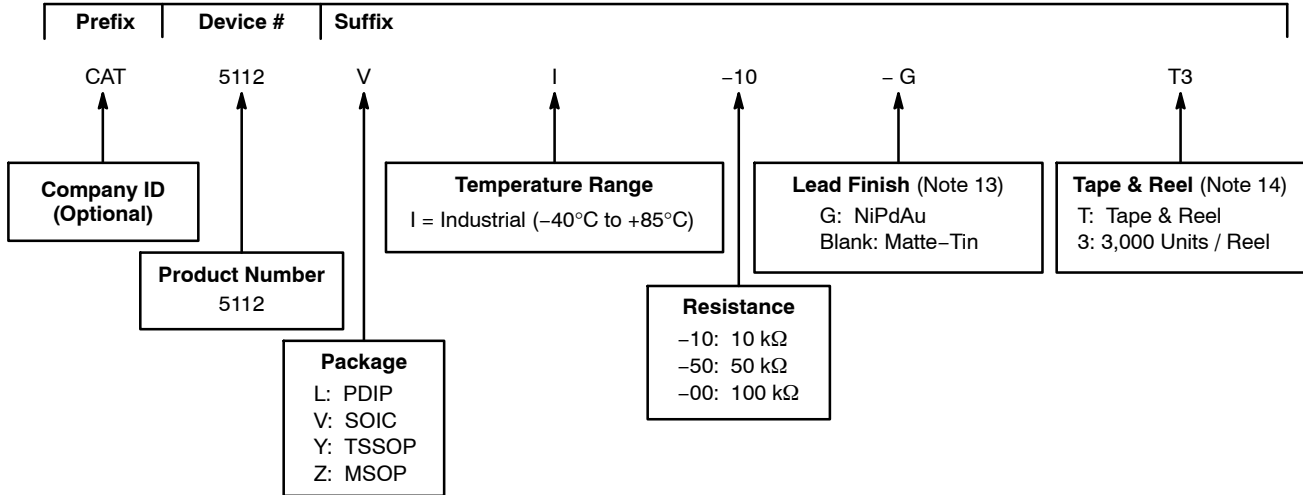 Prefix Device # Suffix
CAT 5112 V I −10 − G T3
Company ID
(Optional)
Product Number
5112
Package
L: PDIP
V: SOIC
Y: TSSOP
Z: MSOP
Temperature Range
I = Industrial (−40°C to +85°C)
Resistance
−10: 10 kΩ
−50: 50 kΩ
−00: 100 kΩ
Lead Finish (Note 13)
G: NiPdAu
Blank: Matte−Tin
Tape & Reel (Note 14)
T: Tape & Reel
3: 3,000 Units / Reel